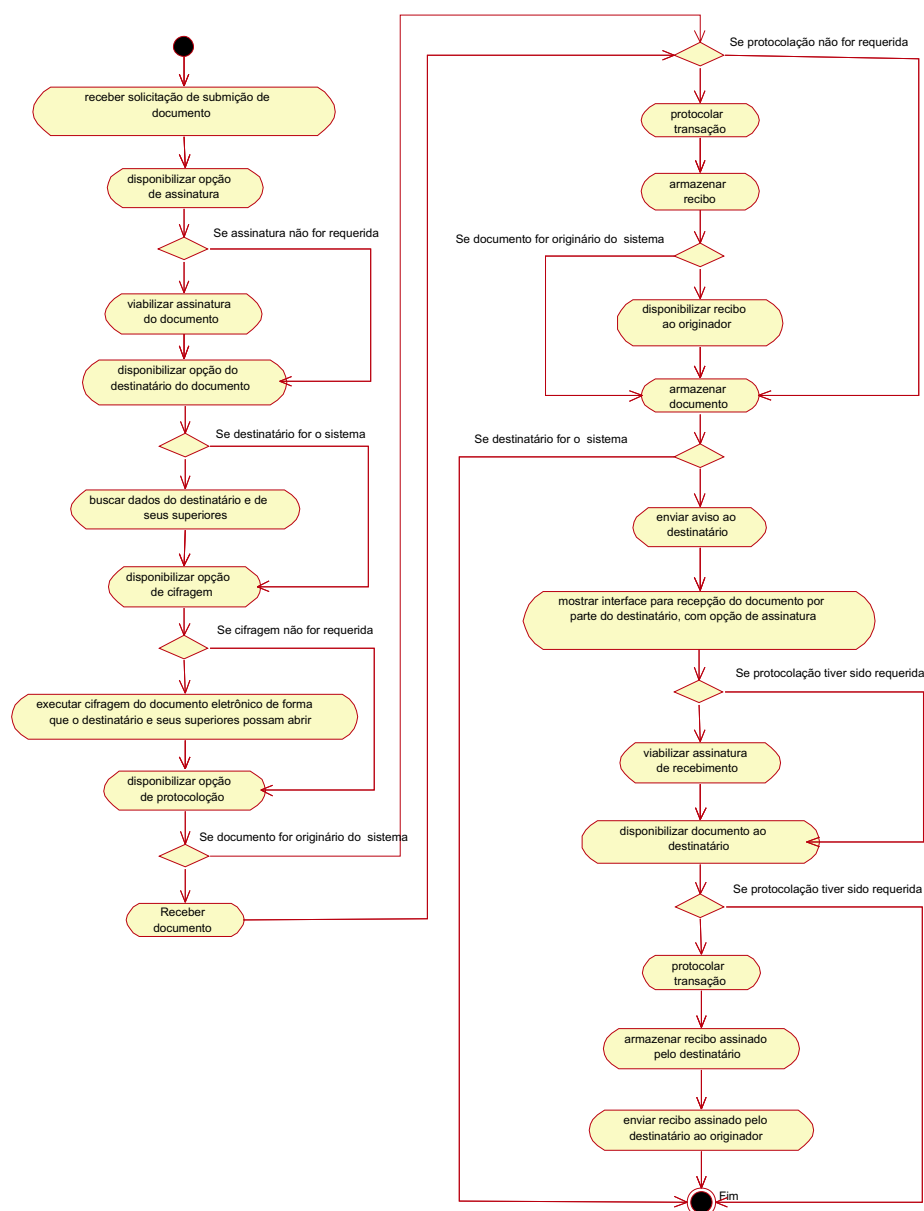 receber solicitação de submição de
documento
disponibilizar opção
de assinatura
Se assinatura não for requerida
viabilizar assinatura
do documento
disponibilizar opção do
destinatário do documento
Se destinatário for o sistema
buscar dados do destinatário e de
seus superiores
disponibilizar opção
de cifragem
Se cifragem não for requerida
executar cifragem do documento eletrônico de forma
que o destinatário e seus superiores possam abrir
disponibilizar opção
de protocoloção
Se documento for originário do sistema
Receber
documento
Se protocolação não for requerida
protocolar
transação
armazenar
recibo
Se documento for originário do sistema
disponibilizar recibo
ao originador
armazenar
documento
Se destinatário for o sistema
enviar aviso ao
destinatário
mostrar interface para recepção do documento por
parte do destinatário, com opção de assinatura
Se protocolação tiver sido requerida
viabilizar assinatura
de recebimento
disponibilizar documento ao
destinatário
Se protocolação tiver sido requerida
protocolar
transação
armazenar recibo assinado
pelo destinatário
enviar recibo assinado pelo
destinatário ao originador
Fim